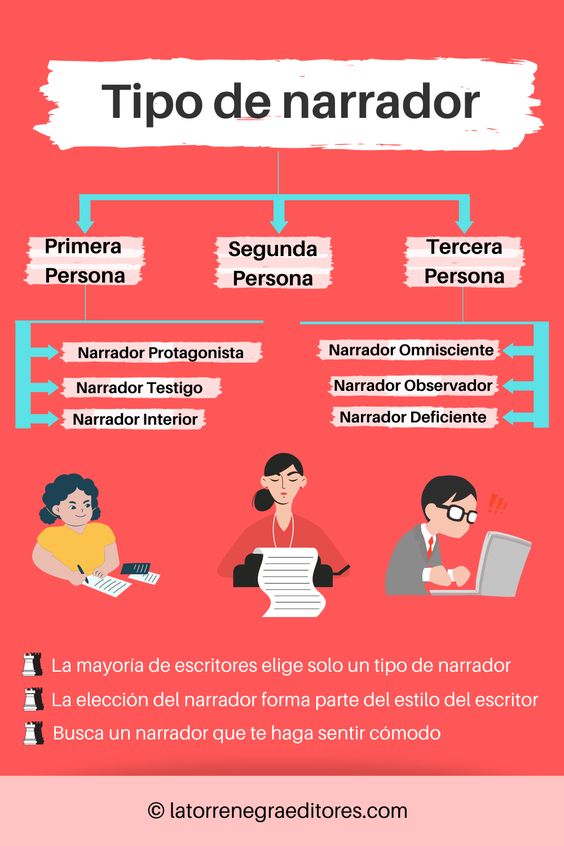 Tipo de narrador
Primera
Persona
Segunda
Persona
Tercera
Persona
Narrador Protagonista
Narrador Testigo
Narrador Interior
Narrador Omnisciente
Narrador Observador
Narrador Deficiente
!!!
La mayoría de escritores elige solo un tipo de narrador
La elección del narrador forma parte del estilo del escritor
Busca un narrador que te haga sentir cómodo
© latorrenegraeditores.com